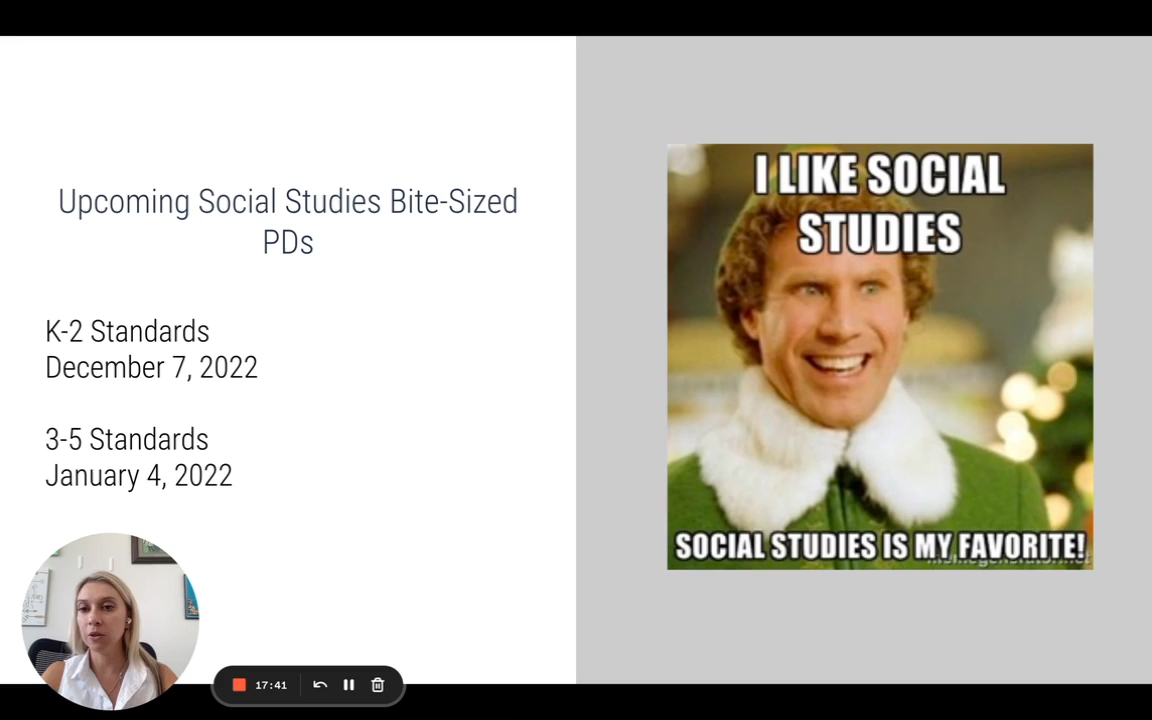 Upcoming Social Studies Bite-Sized
PDs
K-2 Standards
December 7, 2022
3-5 Standards
January 4, 2022
I LIKE SOCIAL
STUDIES
SOCIAL STUDIES IS MY FAVORITE!
17:41